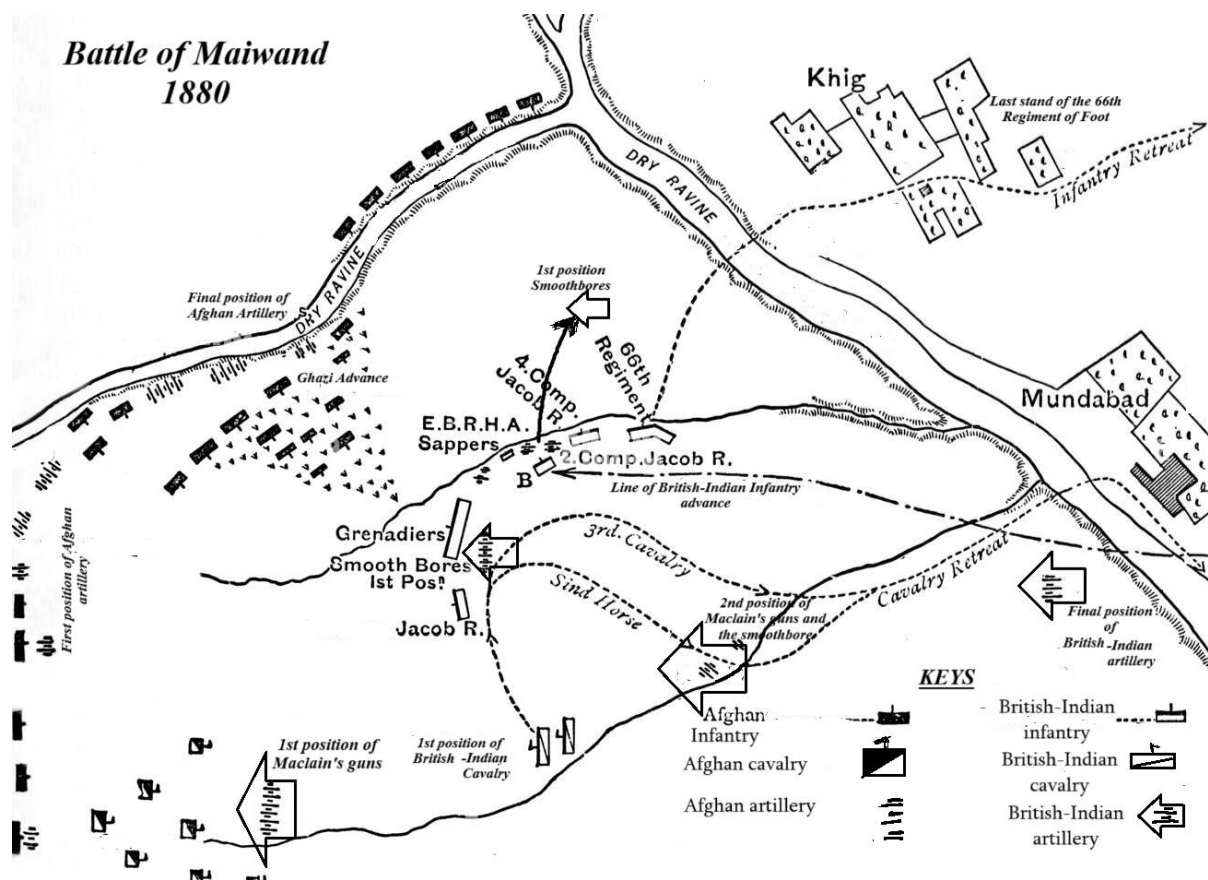 Battle of Maiwand
1880
Khig
Last stand of the 66th
Regiment of Foot
DRY RAVINE
Infantry Retreat
1st position
Smoothbores
DRY RAVINE
Final position of
Afghan Artillery
S
66th
Regiment
4. Comp.
Jacob R.
Ghazi Advance
Mundabad
E.B.R.H.A.
Sappers
2. Comp. Jacob R.
B
Line of British-Indian Infantry
advance
First position of Afghan
artillery
Grenadiers
Smooth Bores
Ist Posn
3rd. Cavalry
Sind Horse
Cavalry Retreat
Jacob R.
2nd position of
Maclain's guns and
the smoothbore
Final position
of
British -Indian
artillery
1st position of
Maclain's guns
1st position of
British -Indian
Cavalry
KEYS
Afghan
Infantry
Afghan cavalry
Afghan artillery
British-Indian
infantry
British-Indian
cavalry
British-Indian
artillery